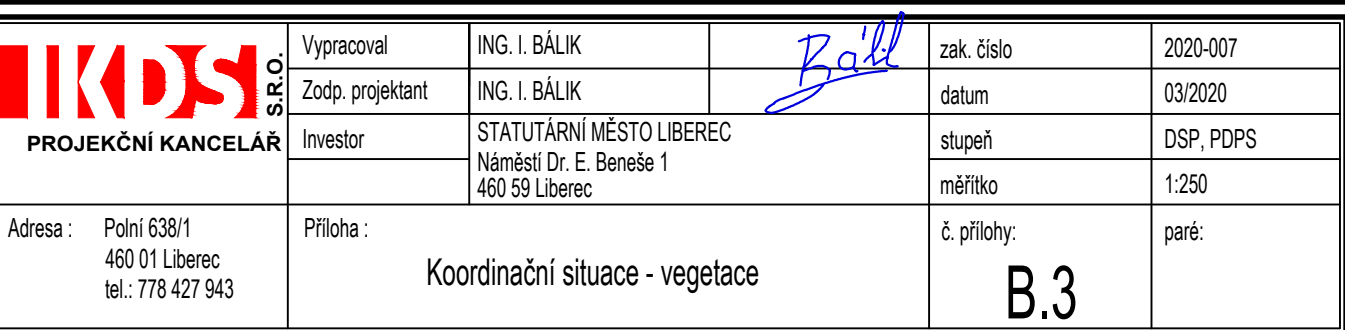 IKDS S.R.O.
PROJEKČNÍ KANCELÁŘ
Vypracoval ING. I. BÁLIK Bálik zak. číslo 2020-007
Zodp. projektant ING. I. BÁLIK datum 03/2020
Investor STATUTÁRNÍ MĚSTO LIBEREC stupeň DSP, PDPS
Náměstí Dr. E. Beneše 1
460 59 Liberec měřítko 1:250
Adresa : Polní 638/1
460 01 Liberec
tel.: 778 427 943
Příloha :
Koordinační situace - vegetace
č. přílohy:
B.3
paré: